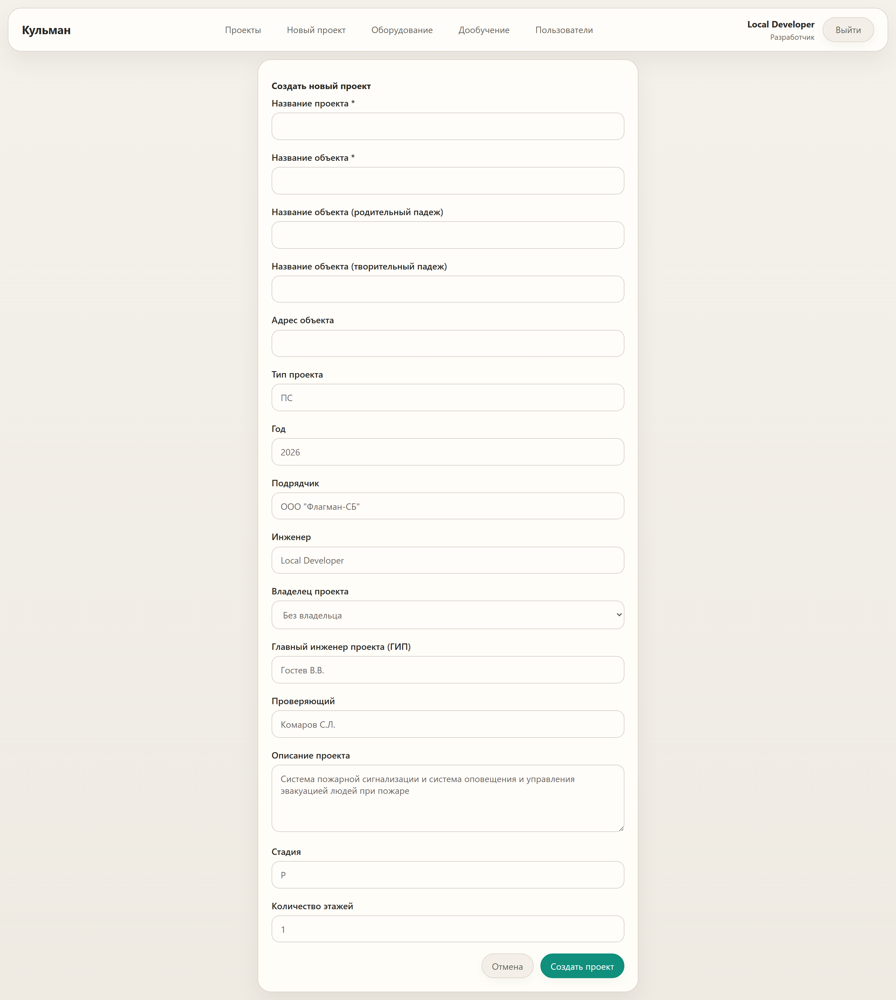 Кульман
Проекты
Новый проект
Оборудование
Дообучение
Пользователи
Local Developer
Разработчик
Выйти
Создать новый проект
Название проекта *
Название объекта *
Название объекта (родительный падеж)
Название объекта (творительный падеж)
Адрес объекта
Тип проекта
ПС
Год
2026
Подрядчик
ООО "Флагман-СБ"
Инженер
Local Developer
Владелец проекта
Без владельца
Главный инженер проекта (ГИП)
Гостев В.В.
Проверяющий
Комаров С.Л.
Описание проекта
Система пожарной сигнализации и система оповещения и управления
эвакуацией людей при пожаре
Стадия
Р
Количество этажей
1
Отмена
Создать проект